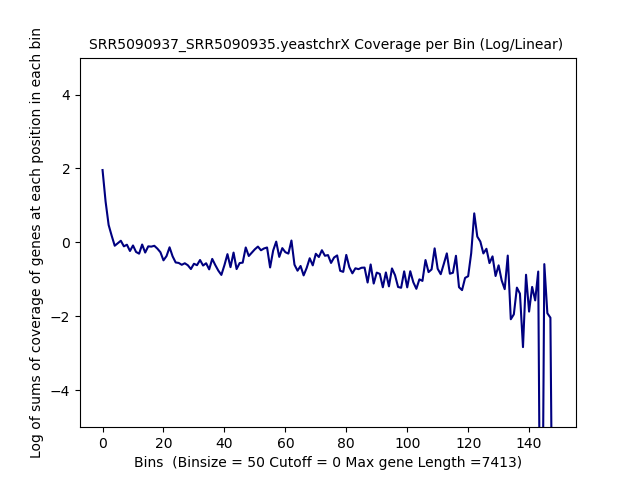 SRR5090937_SRR5090935.yeastchrX Coverage per Bin (Log/Linear)
Log of sums of coverage of genes at each position in each bin
4
2
0
−2
−4
0 20 40 60 80 100 120 140
Bins  (Binsize = 50 Cutoff = 0 Max gene Length =7413)